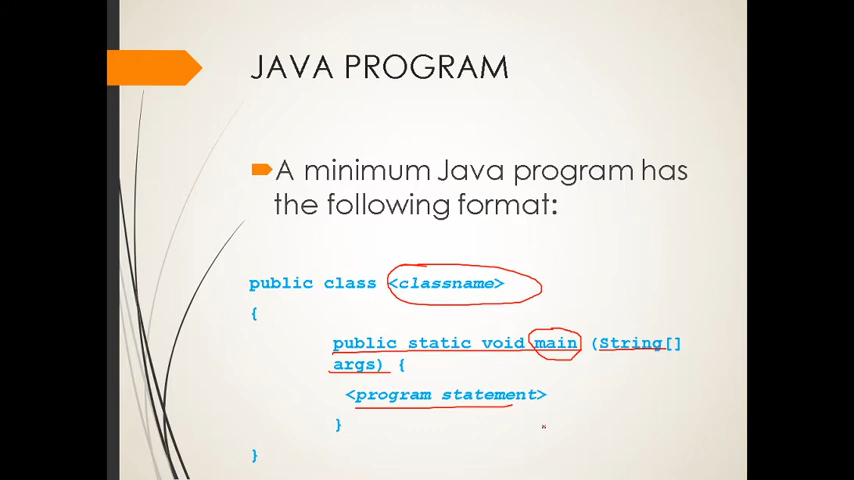 JAVA PROGRAM
A minimum Java program has
the following format:
public class <classname>
{
public static void main (String[]
args) {
<program statement>
}
}